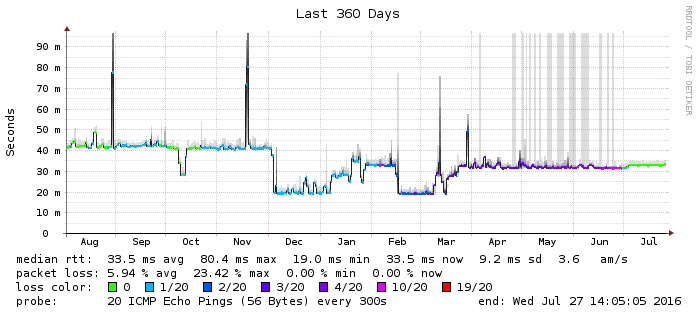 Last 360 Days
RRDTOOL / TOBI OETIKER
Seconds
90 m
80 m
70 m
60 m
50 m
40 m
30 m
20 m
10 m
0
Aug Sep Oct Nov Dec Jan Feb Mar Apr May Jun Jul
median rtt: 33.5 ms avg 80.4 ms max 19.0 ms min 33.5 ms now 9.2 ms sd 3.6 am/s
packet loss: 5.94 % avg 23.42 % max 0.00 % min 0.00 % now
loss color: 0 1/20 2/20 3/20 4/20 10/20 19/20
probe: 20 ICMP Echo Pings (56 Bytes) every 300s end: Wed Jul 27 14:05:05 2016